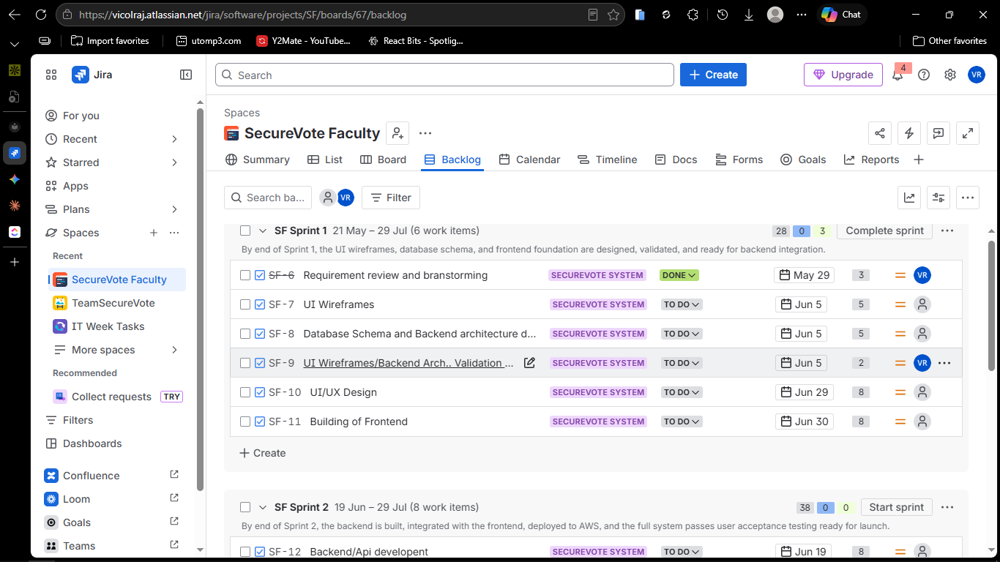 https://vicolraj.atlassian.net/jira/software/projects/SF/boards/67/backlog
Chat
Import favorites
utomp3.com
Y2Mate - YouTube...
React Bits - Spotlig...
Other favorites
Jira
Search
Create
Upgrade
4
VR
For you
Recent
Starred
Apps
Plans
Spaces
Recent
SecureVote Faculty
TeamSecureVote
IT Week Tasks
More spaces
Recommended
Collect requests TRY
Filters
Dashboards
Confluence
Loom
Goals
Teams
Spaces
SecureVote Faculty
Summary List Board Backlog Calendar Timeline Docs Forms Goals Reports
Search ba... VR Filter
SF Sprint 1 21 May – 29 Jul (6 work items) 28 0 3 Complete sprint
By end of Sprint 1, the UI wireframes, database schema, and frontend foundation are designed, validated, and ready for backend integration.
SF-6 Requirement review and branstorming SECUREVOTE SYSTEM DONE May 29 3 VR
SF-7 UI Wireframes SECUREVOTE SYSTEM TO DO Jun 5 5
SF-8 Database Schema and Backend architecture d... SECUREVOTE SYSTEM TO DO Jun 5 5
SF-9 UI Wireframes/Backend Arch.. Validation ... SECUREVOTE SYSTEM TO DO Jun 5 2 VR
SF-10 UI/UX Design SECUREVOTE SYSTEM TO DO Jun 29 8
SF-11 Building of Frontend SECUREVOTE SYSTEM TO DO Jun 30 8
Create
SF Sprint 2 19 Jun – 29 Jul (8 work items) 38 0 0 Start sprint
By end of Sprint 2, the backend is built, integrated with the frontend, deployed to AWS, and the full system passes user acceptance testing ready for launch.
SF-12 Backend/Api developent SECUREVOTE SYSTEM TO DO Jun 19 8